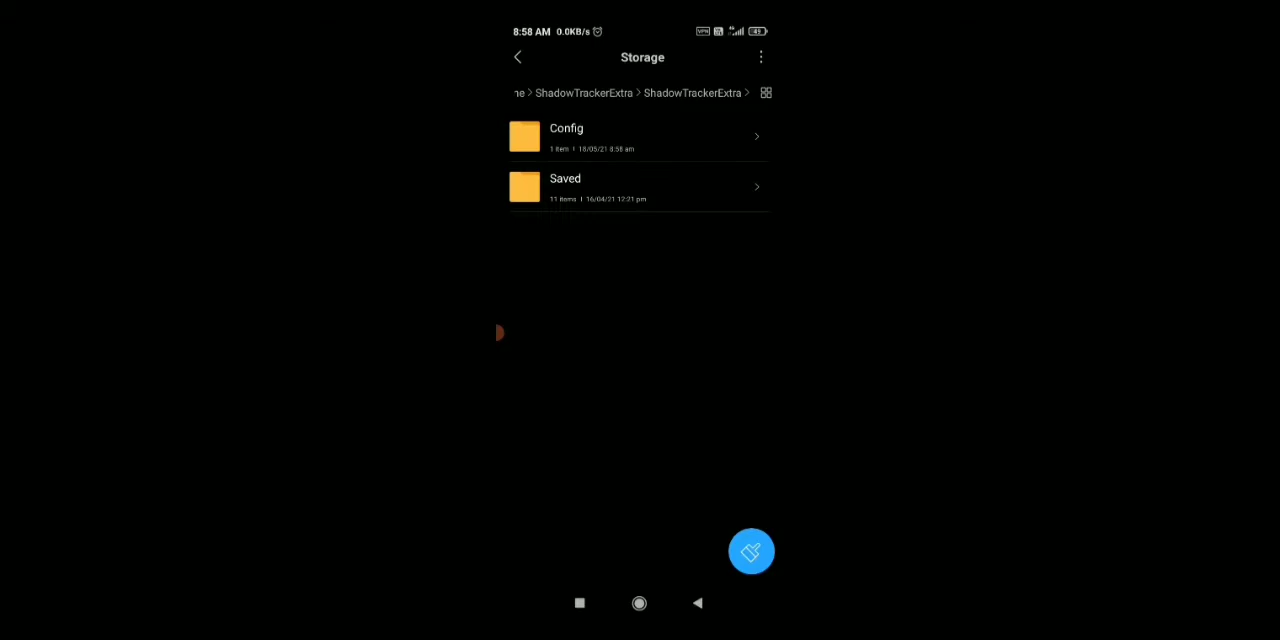 8:58 AM 0.0KB/s
Storage
ne > ShadowTrackerExtra > ShadowTrackerExtra >
Config
1 item | 18/05/21 8:58 am
Saved
11 items | 16/04/21 12:21 pm